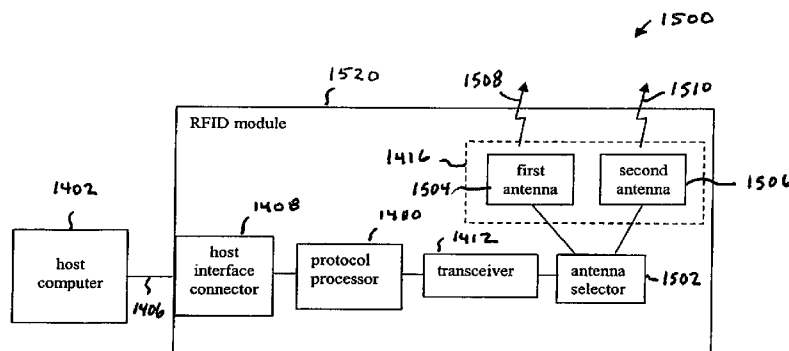 1500
1520
1508
1510
RFID module
1416
first
antenna
second
antenna
1504
1506
1402
1408
1410
1412
host
computer
host
interface
connector
protocol
processor
transceiver
antenna
selector
1502
1406